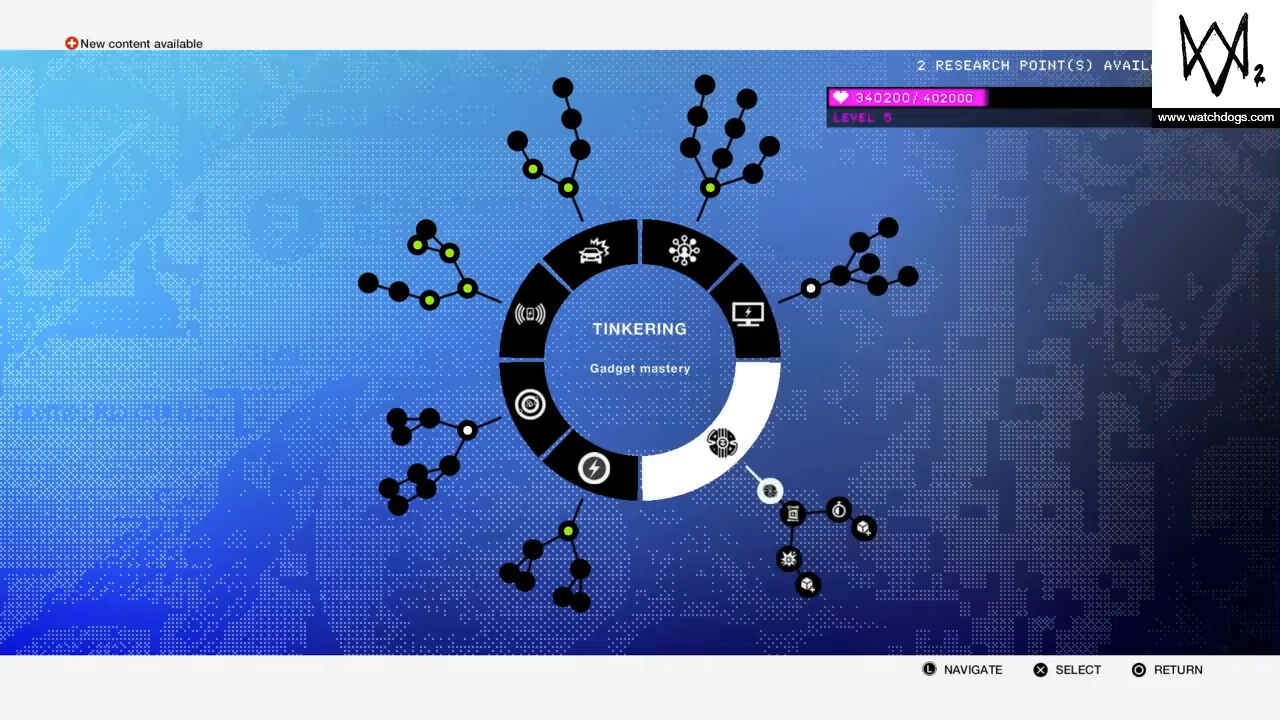 New content available
2 RESEARCH POINT(S) AVAIL
340200/402000
LEVEL 5
2
www.watchdogs.com
TINKERING
Gadget mastery
L NAVIGATE
SELECT
RETURN